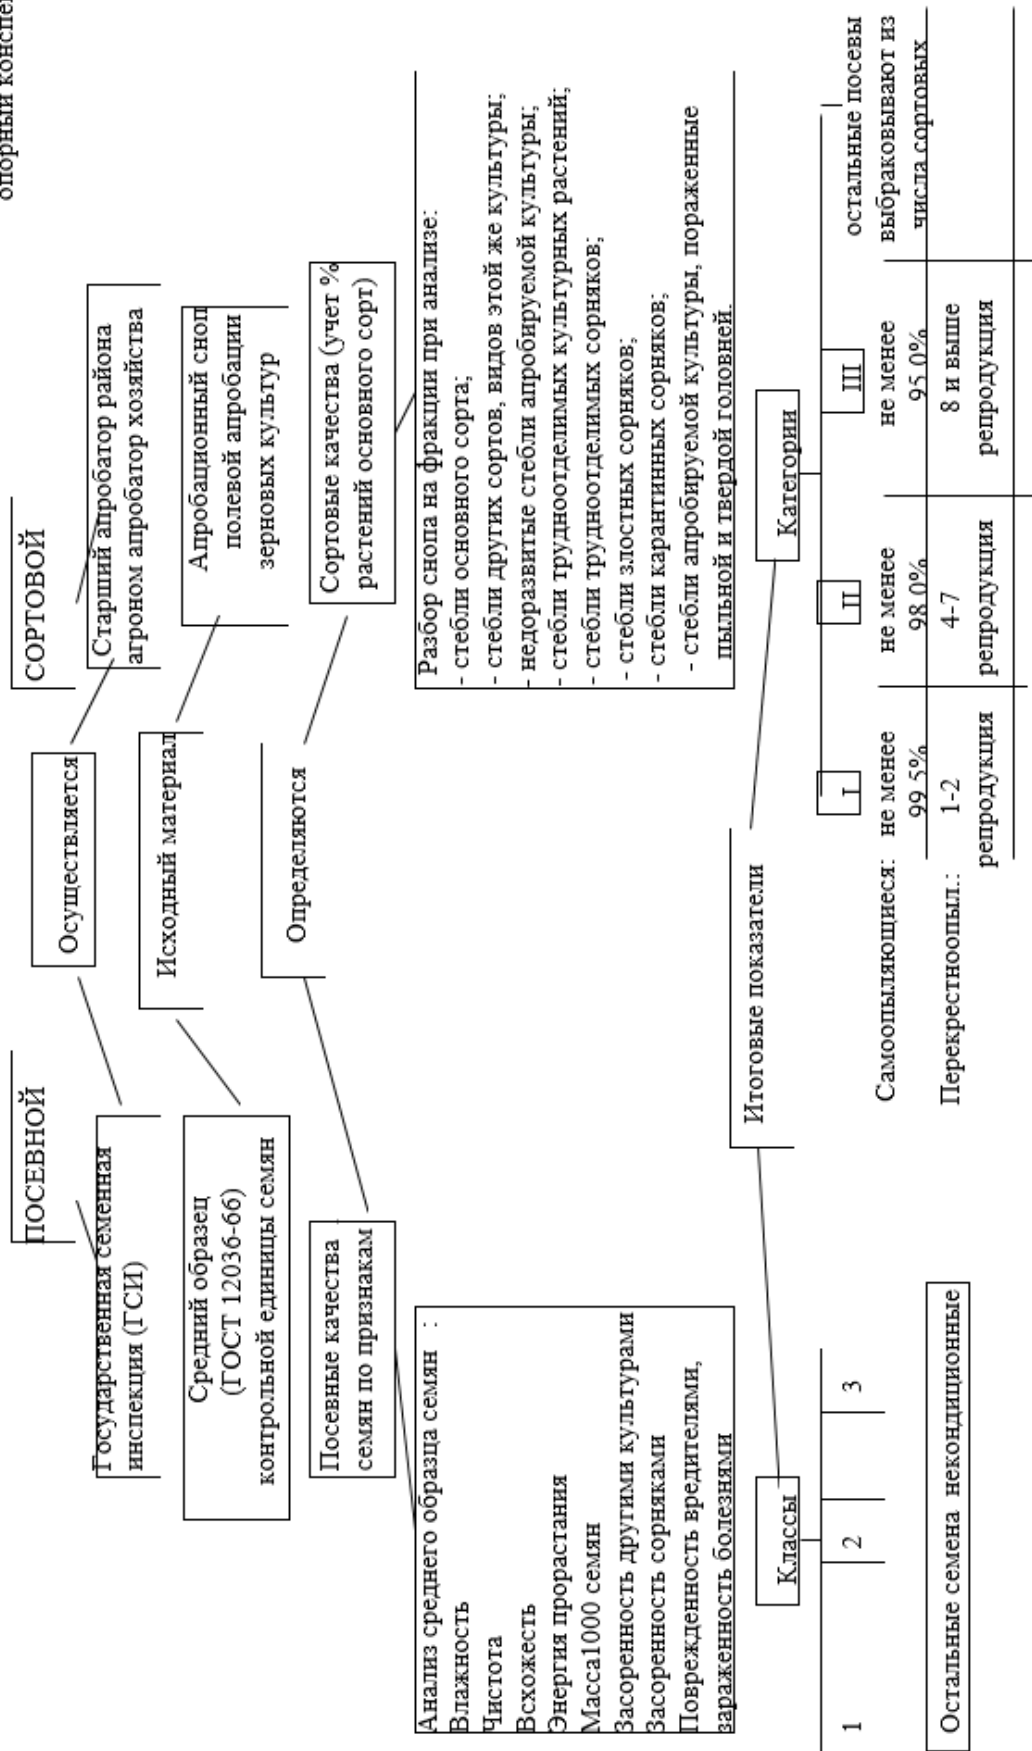 опорный конспе
ПОСЕВНОЙ
СОРТОВОЙ
Осуществляется
Государственная семенная
инспекция (ГСИ)
Старший апробатор района
агроном апробатор хозяйства
Исходный материал
Средний образец
(ГОСТ 12036-66)
контрольной единицы семян
Апробационный сноп
полевой апробации
зерновых культур
Определяются
Посевные качества
семян по признакам
Сортовые качества (учет %
растений основного сорт)
Анализ среднего образца семян :
Влажность
Чистота
Всхожесть
Энергия прорастания
Масса1000 семян
Засоренность другими культурами
Засоренность сорняками
Поврежденность вредителями,
зараженность болезнями
Разбор снопа на фракции при анализе:
- стебли основного сорта;
- стебли других сортов, видов этой же культуры;
- недоразвитые стебли апробируемой культуры;
- стебли трудноотделимых культурных растений;
- стебли трудноотделимых сорняков;
- стебли злостных сорняков;
- стебли карантинных сорняков;
- стебли апробируемой культуры, пораженные
пыльной и твердой головней.
Итоговые показатели
Классы
Категории
1
2
3
I
II
III
остальные посевы
выбраковывают из
числа сортовых
Самоопыляющиеся:
не менее
99 5%
не менее
98 0%
не менее
95 0%
Остальные семена некондиционные
Перекрестноопыл.:
1-2
репродукция
4-7
репродукция
8 и выше
репродукция